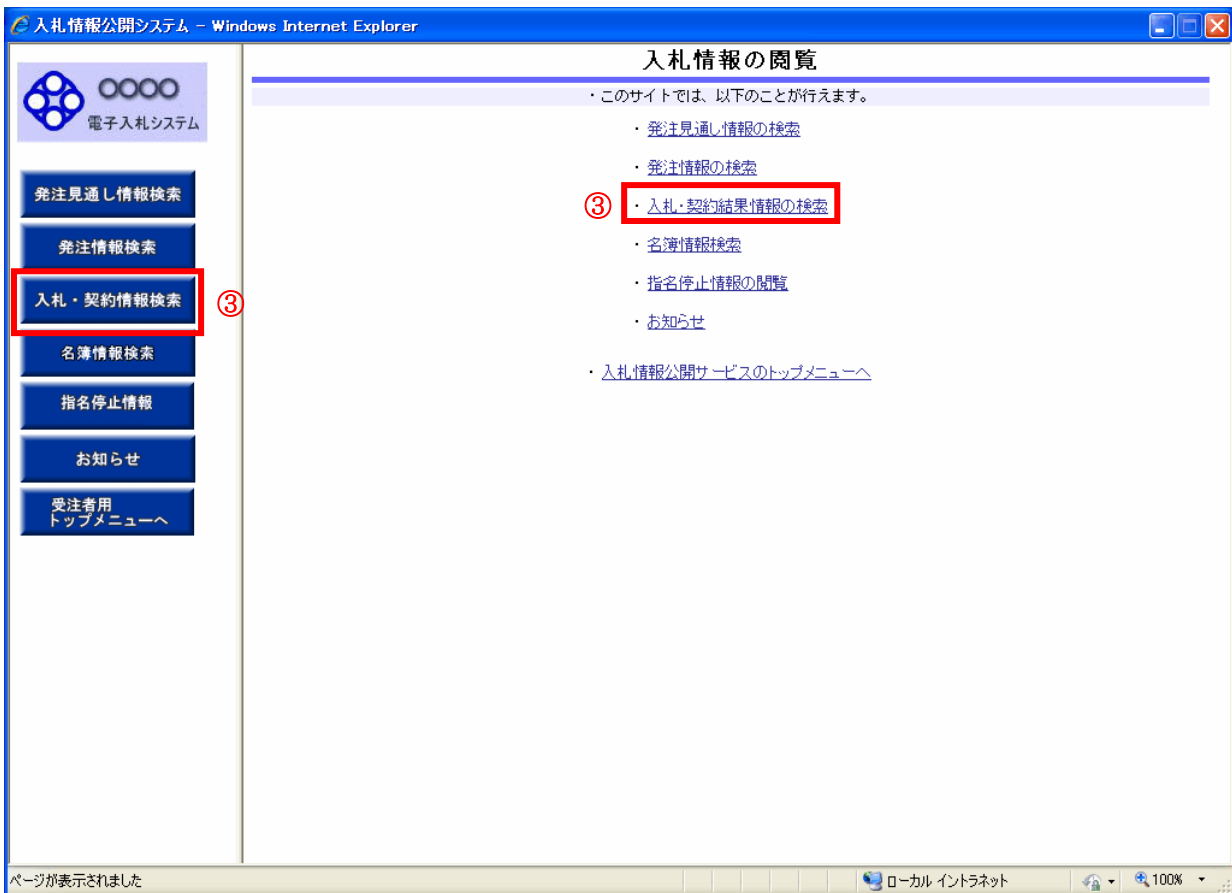 入札情報公開システム - Windows Internet Explorer
○○○○
電子入札システム
発注見通し情報検索
発注情報検索
入札・契約情報検索
③
名簿情報検索
指名停止情報
お知らせ
受注者用
トップメニューへ
入札情報の閲覧
・このサイトでは、以下のことが行えます。
・発注見通し情報の検索
・発注情報の検索
③
・入札・契約結果情報の検索
・名簿情報検索
・指名停止情報の閲覧
・お知らせ
・入札情報公開サービスのトップメニューへ
ページが表示されました
ローカル イントラネット
100%